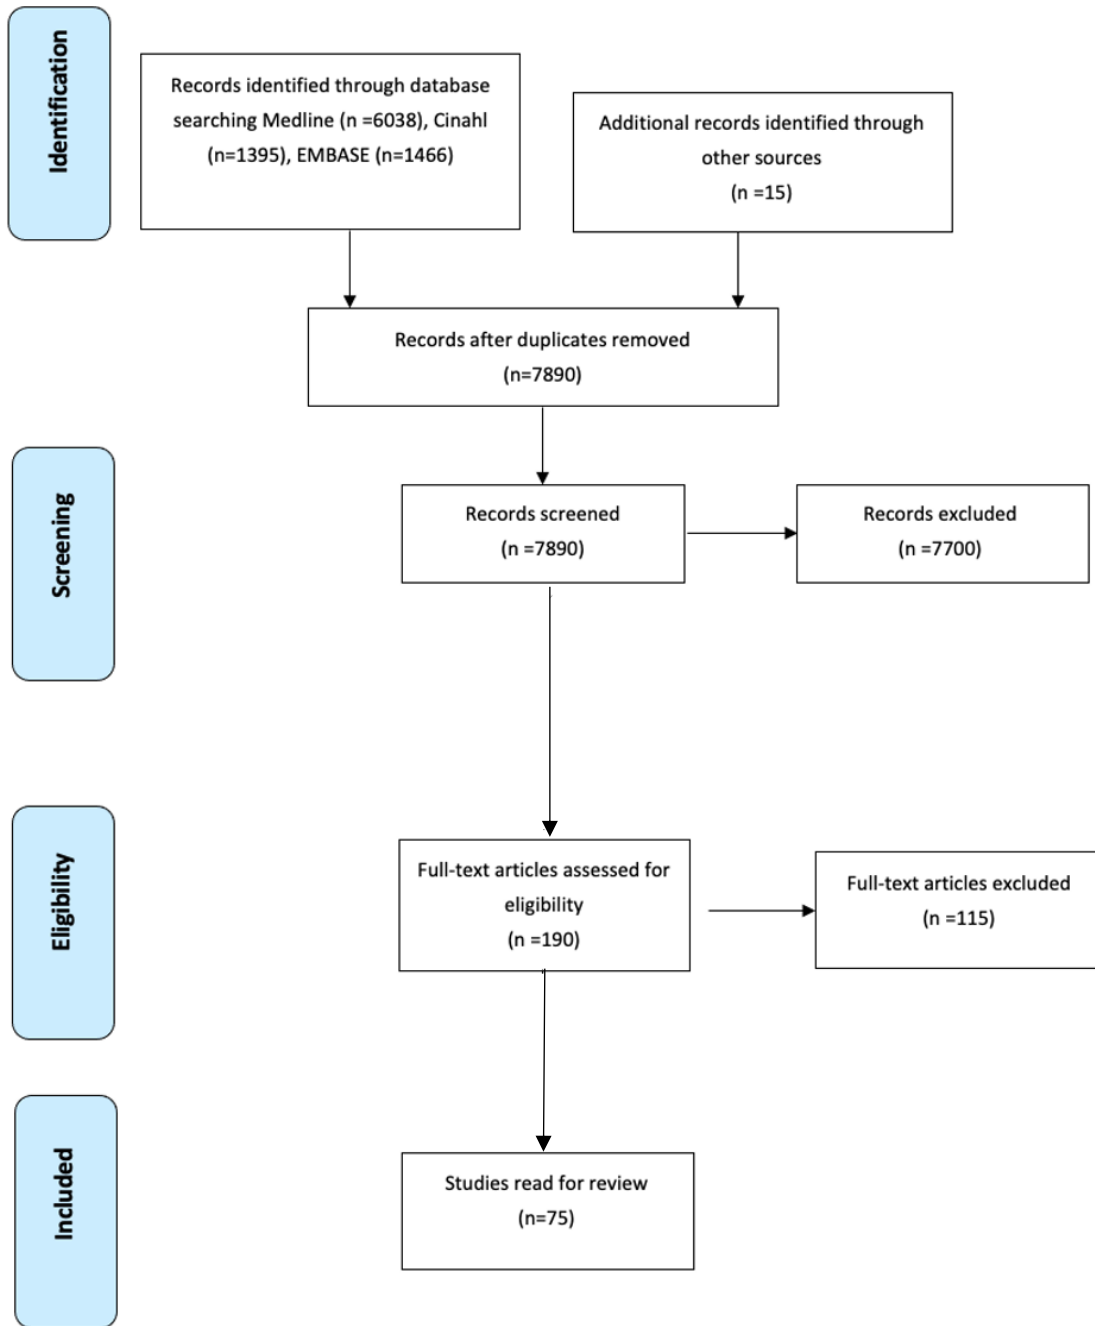 Identification
Records identified through database
searching Medline (n =6038), Cinahl
(n=1395), EMBASE (n=1466)
Additional records identified through
other sources
(n =15)
Records after duplicates removed
(n=7890)
Screening
Records screened
(n =7890)
Records excluded
(n =7700)
Eligibility
Full-text articles assessed for
eligibility
(n =190)
Full-text articles excluded
(n =115)
Included
Studies read for review
(n=75)